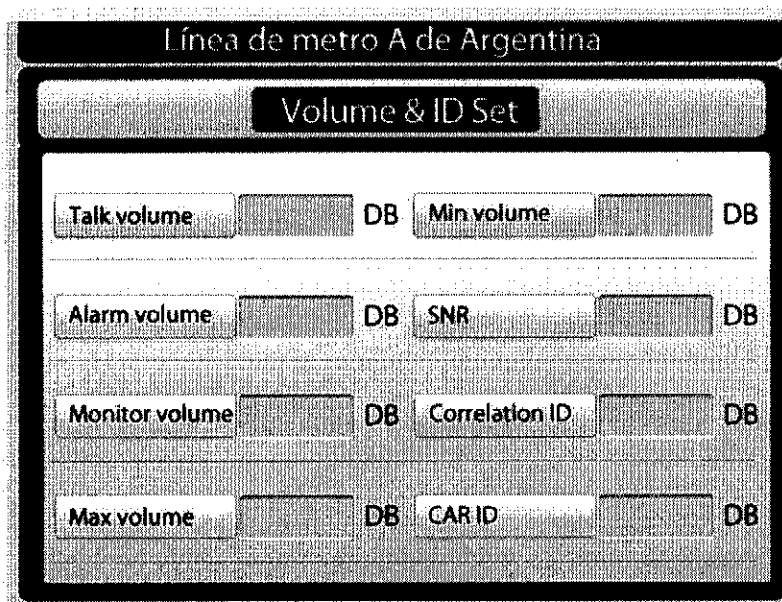 Línea de metro A de Argentina
Volume & ID Set
Talk volume DB Min volume DB
Alarm volume DB SNR DB
Monitor volume DB Correlation ID DB
Max volume DB CAR ID DB